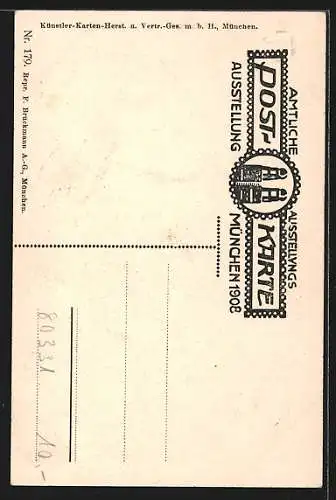 Künstler-Karten-Herst. u. Vertr.-Ges. m. b. H., München.
Nr. 179. Repr. F. Bruckmann A.-G., München.
AMTLICHE AUSSTELLVNGS
POST-KARTE
AUSSTELLUNG MÜNCHEN 1908
80331
10,-